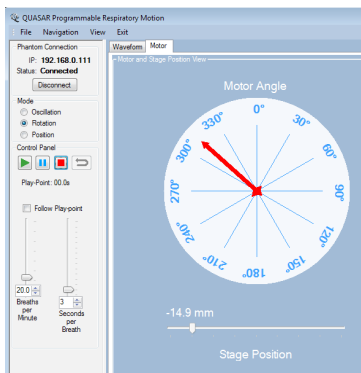 QUASAR Programmable Respiratory Motion
File Navigation View Exit
Phantom Connection
IP: 192.168.0.111
Status: Connected
Disconnect
Mode
Oscillation
Rotation
Position
Control Panel
Play-Point: 00.0s
Follow Play-point
20.0
3
Breaths per Minute
Seconds per Breath
Waveform Motor
Motor and Stage Position View
Motor Angle
0°
30°
60°
90°
120°
150°
180°
210°
240°
270°
300°
330°
-14.9 mm
Stage Position